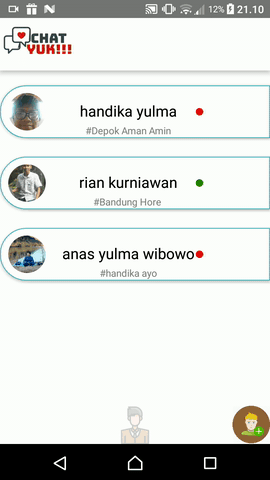 12% 21.10
CHAT
YUK!!!
handika yulma
#Depok Aman Amin
rian kurniawan
#Bandung Hore
anas yulma wibowo
#handika ayo